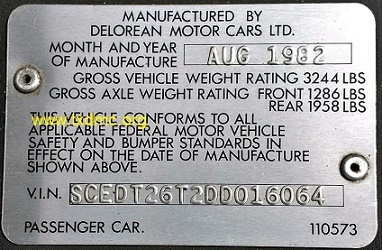 MANUFACTURED BY
DELOREAN MOTOR CARS LTD.
MONTH AND YEAR
OF MANUFACTURE AUG 1982
GROSS VEHICLE WEIGHT RATING 3244 LBS
GROSS AXLE WEIGHT RATING FRONT 1286 LBS
REAR 1958 LBS
THIS VEHICLE CONFORMS TO ALL
APPLICABLE FEDERAL MOTOR VEHICLE
SAFETY AND BUMPER STANDARDS IN
EFFECT ON THE DATE OF MANUFACTURE
SHOWN ABOVE.
V.I.N. SCEDT26T2DD016064
PASSENGER CAR. 110573